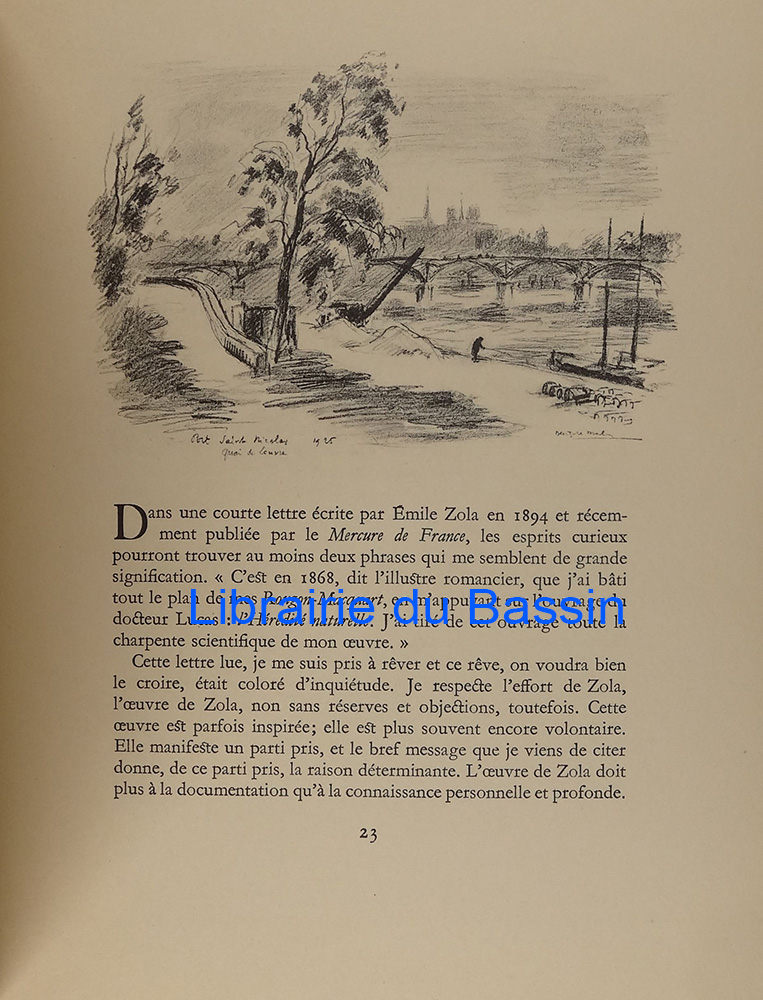 Port Saint Nicolas 1925
Quai du Louvre
Dans une courte lettre écrite par Émile Zola en 1894 et récem-
ment publiée par le Mercure de France, les esprits curieux
pourront trouver au moins deux phrases qui me semblent de grande
signification. « C'est en 1868, dit l'illustre romancier, que j'ai bâti
tout le plan de mes Rougon-Macquart, en m'appuyant sur l'ouvrage du
docteur Lucas : l'Hérédité naturelle. J'ai tiré de cet ouvrage toute la
Librairie du Bassin
charpente scientifique de mon œuvre. »
Cette lettre lue, je me suis pris à rêver et ce rêve, on voudra bien
le croire, était coloré d'inquiétude. Je respecte l'effort de Zola,
l'œuvre de Zola, non sans réserves et objections, toutefois. Cette
œuvre est parfois inspirée; elle est plus souvent encore volontaire.
Elle manifeste un parti pris, et le bref message que je viens de citer
donne, de ce parti pris, la raison déterminante. L'œuvre de Zola doit
plus à la documentation qu'à la connaissance personnelle et profonde.
23